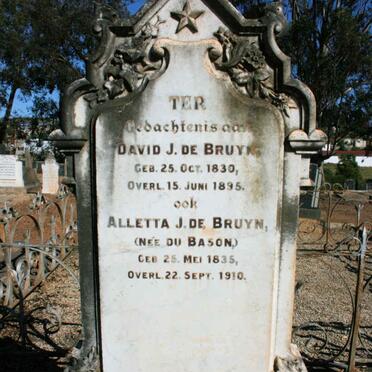 TER
Gedachtenis aan
DAVID J. DE BRUYN,
GEB. 25. OCT. 1830,
OVERL. 15. JUNI 1895.
ook
ALLETTA J. DE BRUYN,
(NÉE DU BASON,)
GEB 25. MEI 1835,
OVERL. 22. SEPT. 1910.